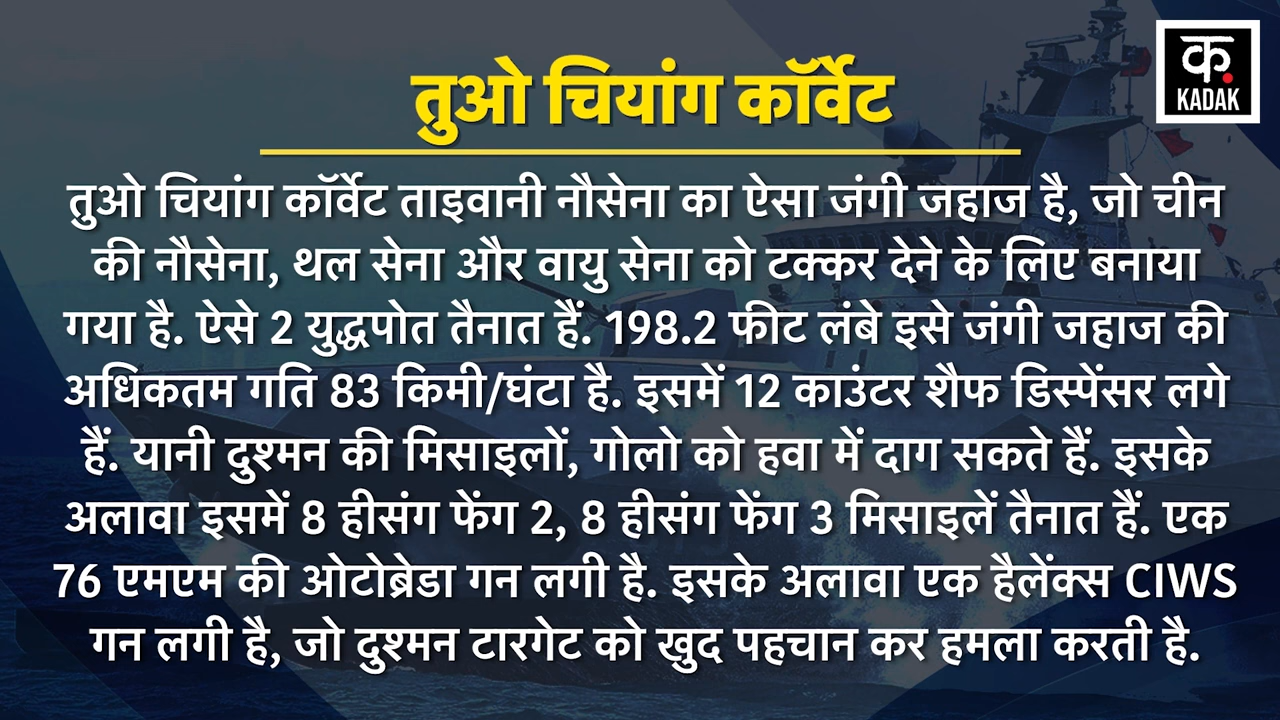 तुओ चियांग कॉर्वेट
क
KADAK
तुओ चियांग कॉर्वेट ताइवानी नौसेना का ऐसा जंगी जहाज है, जो चीन
की नौसेना, थल सेना और वायु सेना को टक्कर देने के लिए बनाया
गया है. ऐसे 2 युद्धपोत तैनात हैं. 198.2 फीट लंबे इसे जंगी जहाज की
अधिकतम गति 83 किमी/घंटा है. इसमें 12 काउंटर शैफ डिस्पेंसर लगे
हैं. यानी दुश्मन की मिसाइलों, गोलो को हवा में दाग सकते हैं. इसके
अलावा इसमें 8 हीसंग फेंग 2, 8 हीसंग फेंग 3 मिसाइलें तैनात हैं. एक
76 एमएम की ओटोब्रेडा गन लगी है. इसके अलावा एक हैलेंक्स CIWS
गन लगी है, जो दुश्मन टारगेट को खुद पहचान कर हमला करती है.